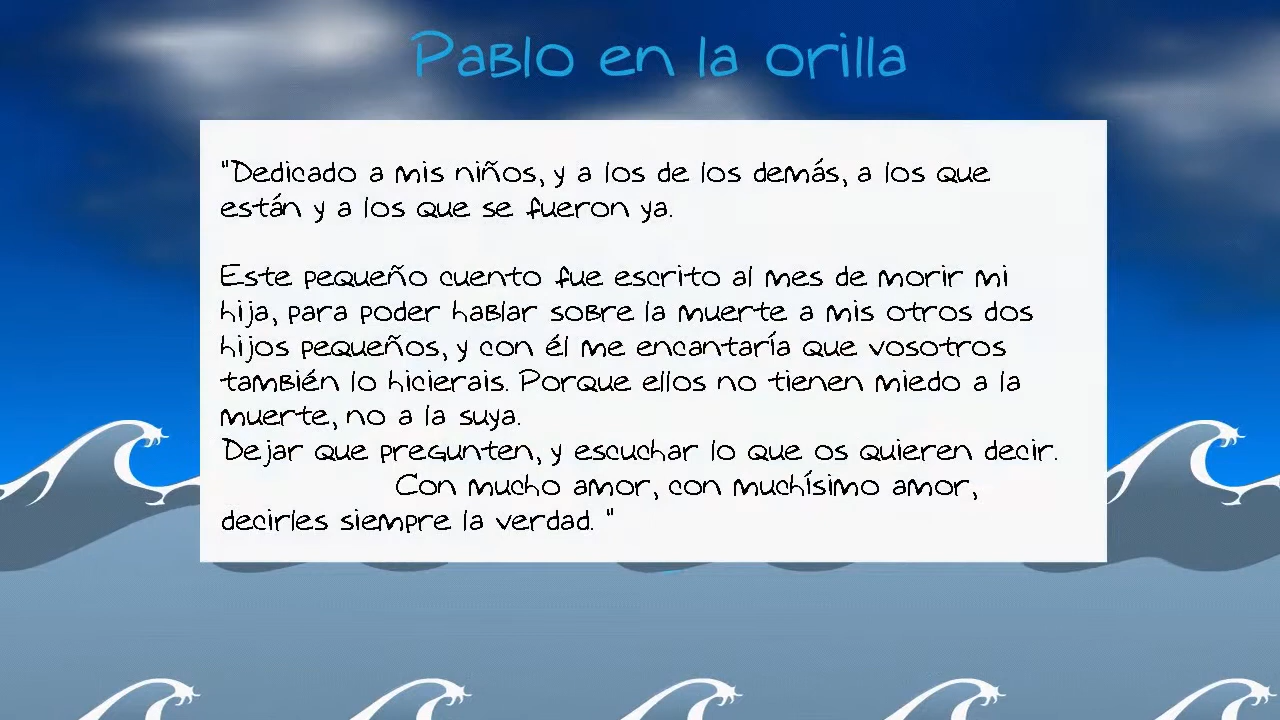 Pablo en la orilla
"Dedicado a mis niños, y a los de los demás, a los que
están y a los que se fueron ya.
Este pequeño cuento fue escrito al mes de morir mi
hija, para poder hablar sobre la muerte a mis otros dos
hijos pequeños, y con él me encantaría que vosotros
también lo hicierais. Porque ellos no tienen miedo a la
muerte, no a la suya.
Dejar que pregunten, y escuchar lo que os quieren decir.
Con mucho amor, con muchísimo amor,
decirles siempre la verdad. "